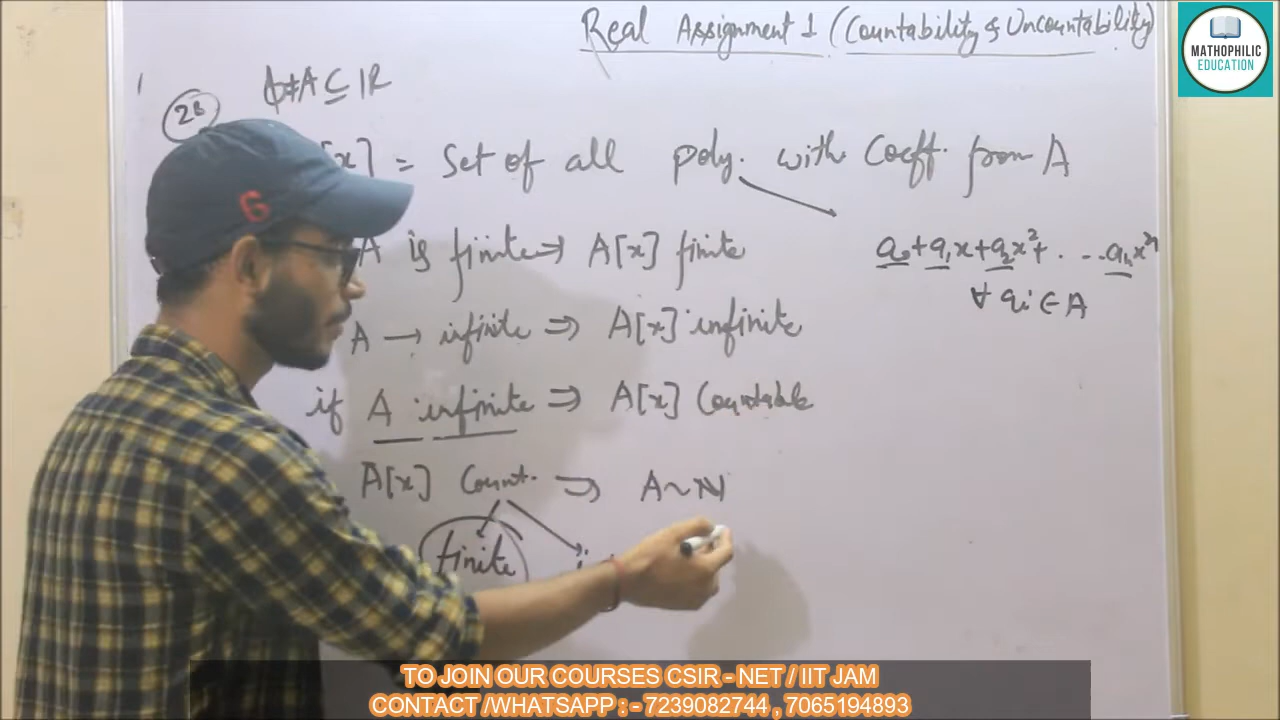 Real Assignment 1 (Countability & Uncountability)
MATHOPHILIC
EDUCATION
28
ϕ≠A ⊆ IR
[x] = Set of all poly. with Coeff. from A
a₀+a₁x+a₂x²+ . ...aₙxⁿ
∀ aᵢ ∈ A
A is finite ⇒ A[x] finite
A → infinite ⇒ A[x] infinite
if A infinite ⇒ A[x] Countable
A[x] Count. ⇒ A~N
finite
G
TO JOIN OUR COURSES CSIR - NET / IIT JAM
CONTACT /WHATSAPP : - 7239082744 , 7065194893